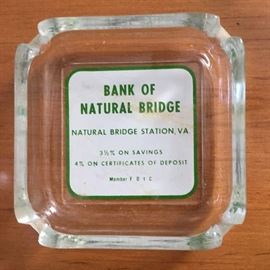 BANK OF
NATURAL BRIDGE
NATURAL BRIDGE STATION, VA
3½% ON SAVINGS
4% ON CERTIFICATES OF DEPOSIT
Member F D I C